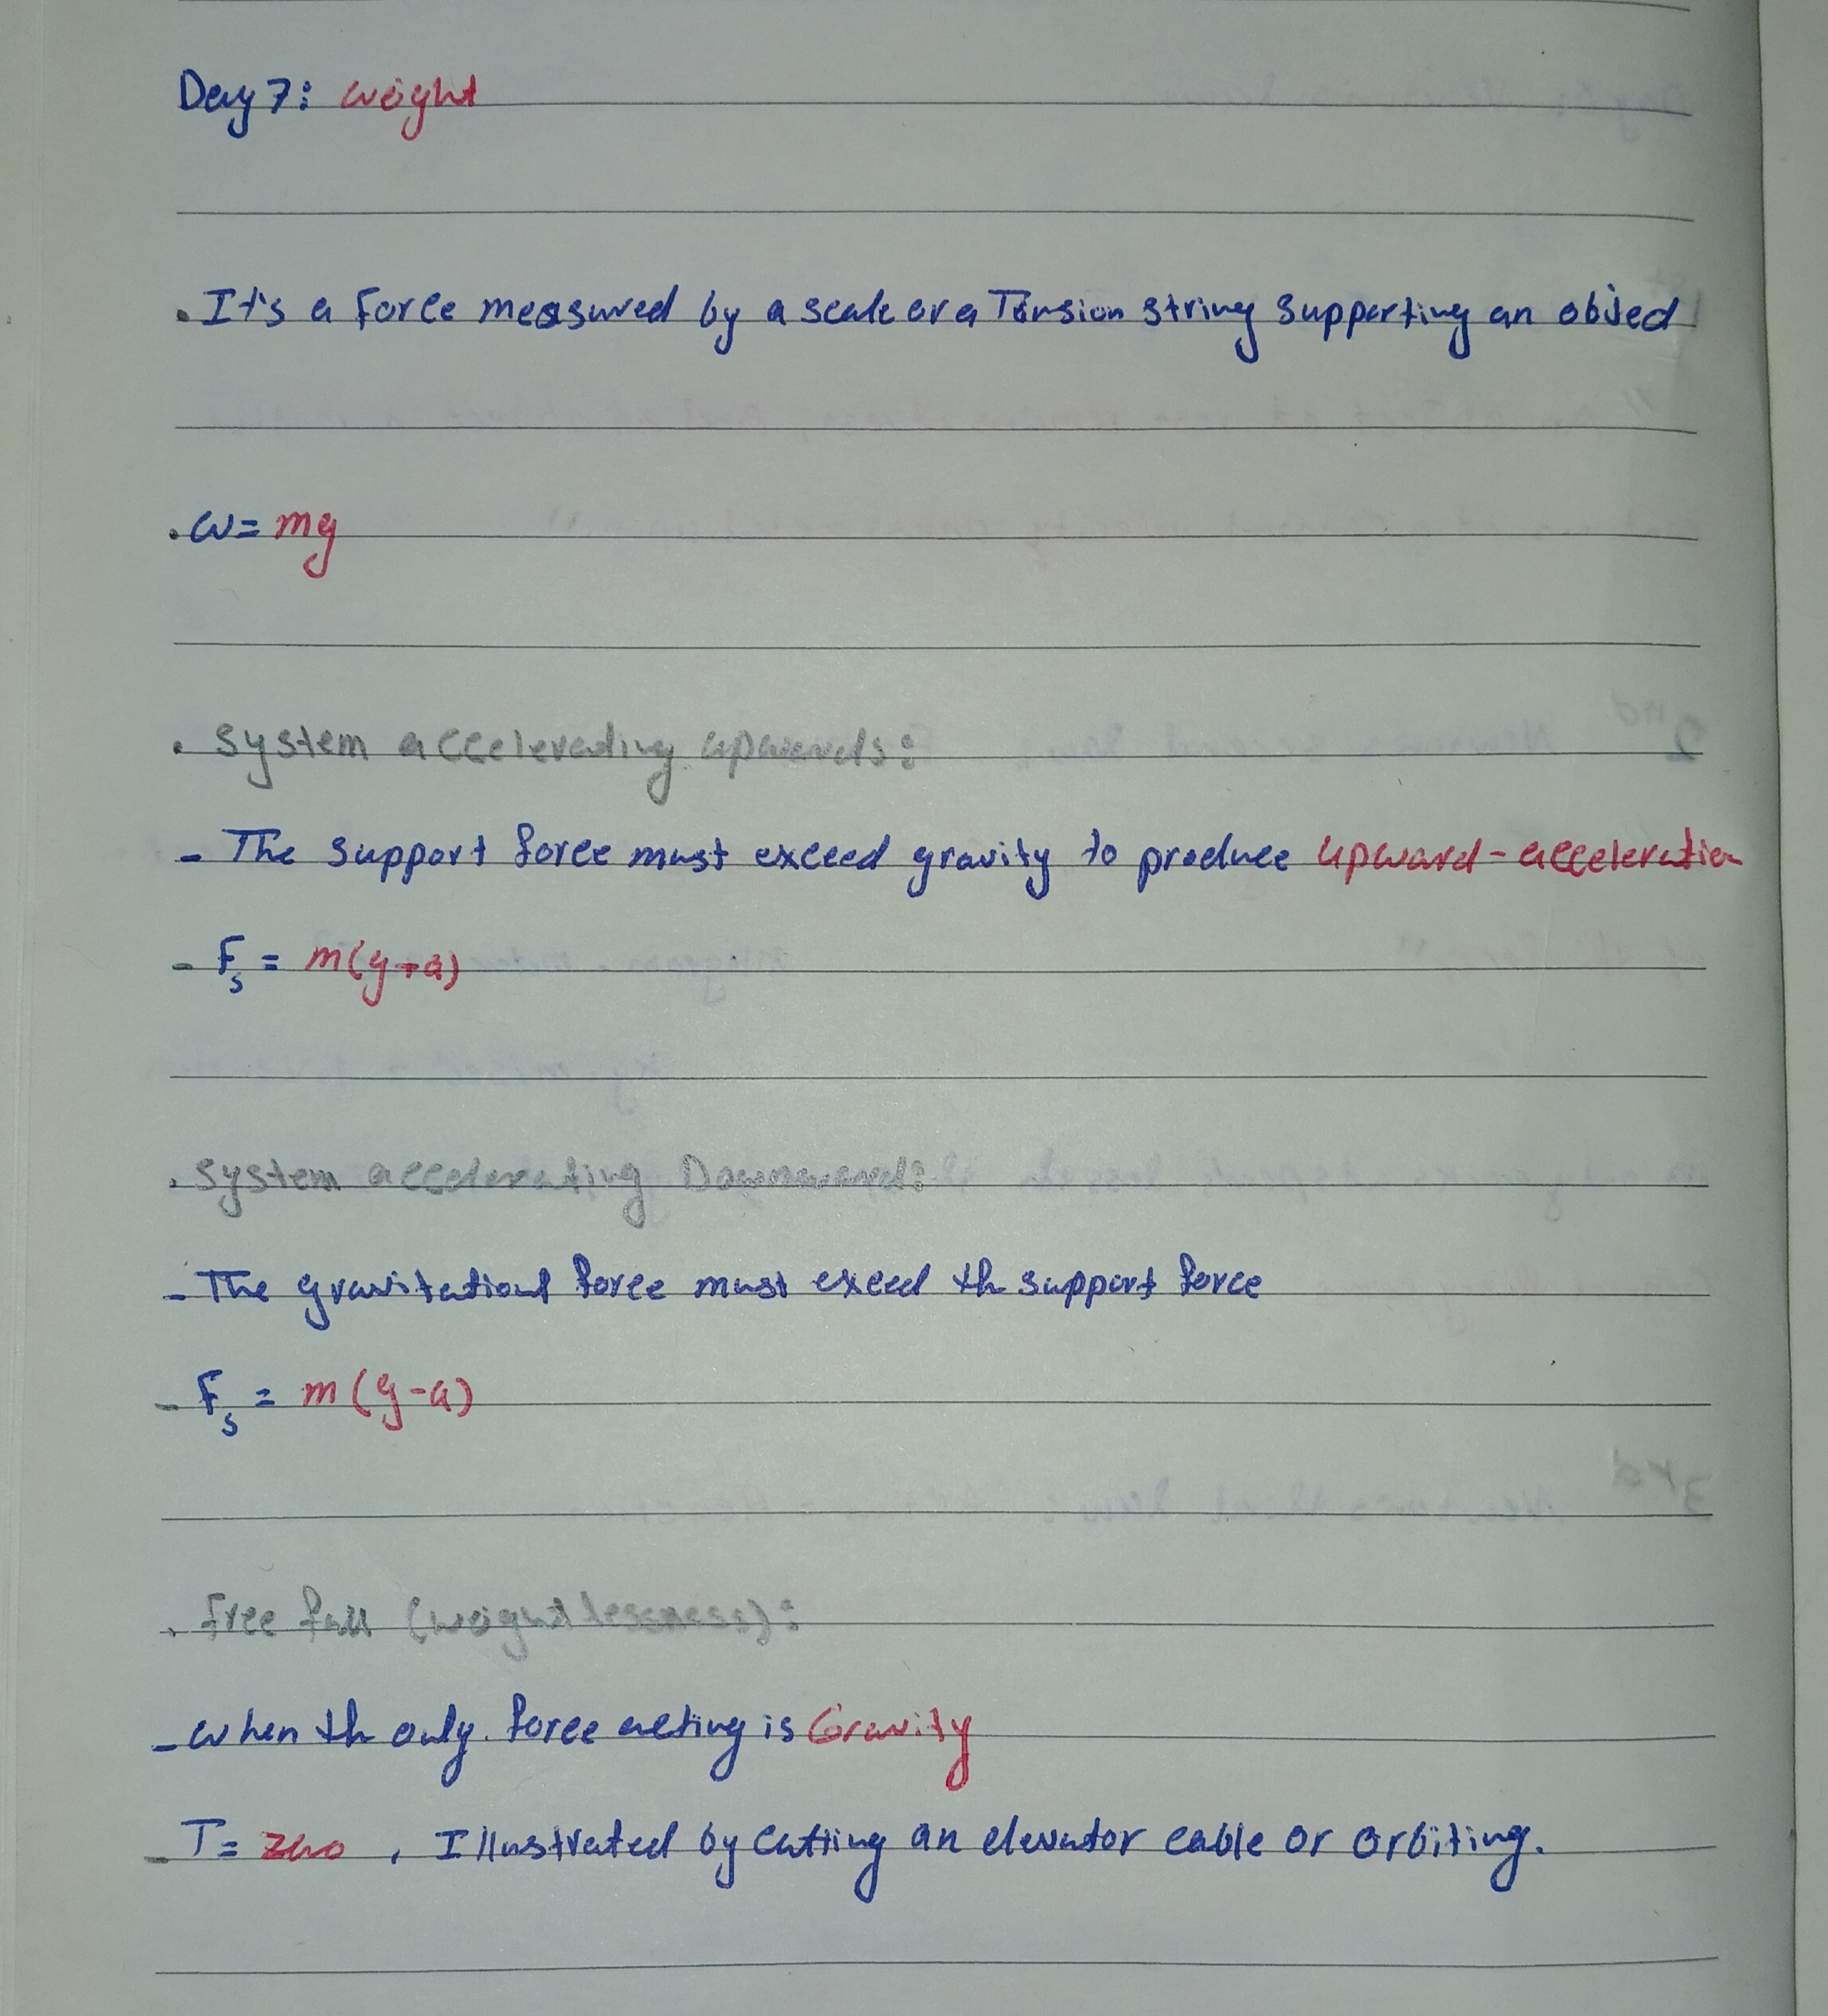 Day 7: weight
. It's a force measured by a scale or a Tension string supporting an object
. w = mg
. system accelerating upwards:
- The support force must exceed gravity to produce upward-acceleration
- Fs = m(g+a)
. system accelerating Downward:
- The gravitational force must exceed th support force
- Fs = m(g-a)
. free fall (weightlessness):
- when th only force acting is Gravity
- T= zero , Illustrated by cutting an elevator cable or orbiting.